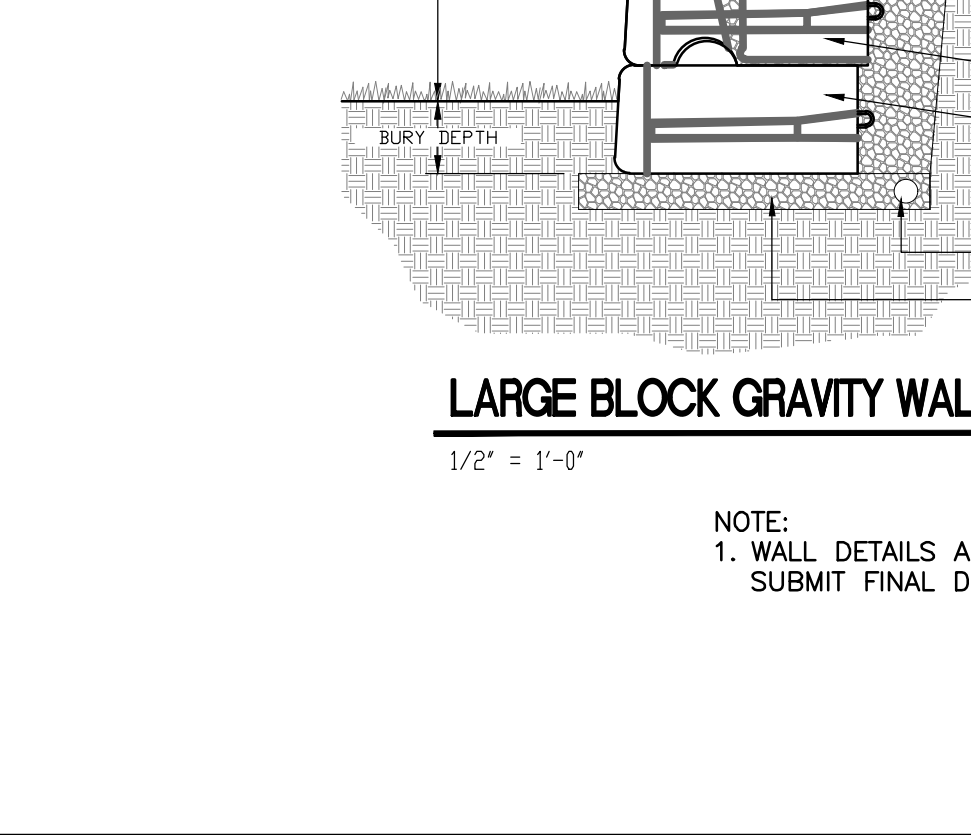 BURY DEPTH
LARGE BLOCK GRAVITY WAL
1/2" = 1'-0"
NOTE:
1. WALL DETAILS A
SUBMIT FINAL D